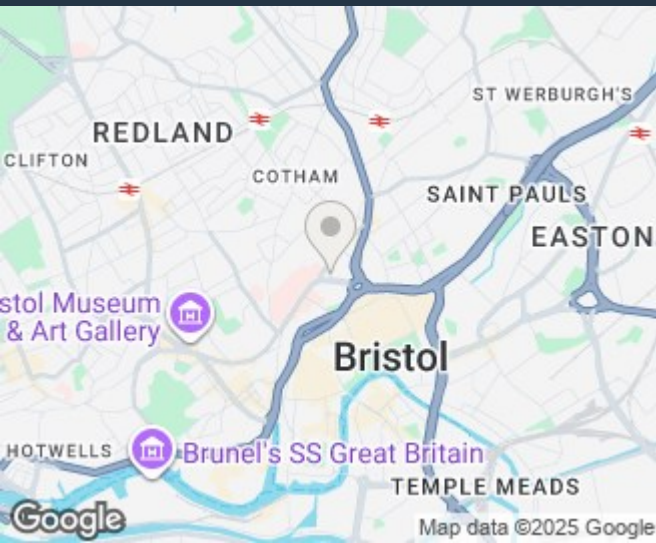 ST WERBURGH'S
REDLAND
CLIFTON
COTHAM
SAINT PAULS
EASTON
stol Museum
& Art Gallery
Bristol
HOTWELLS
Brunel's SS Great Britain
TEMPLE MEADS
Google
Map data ©2025 Google